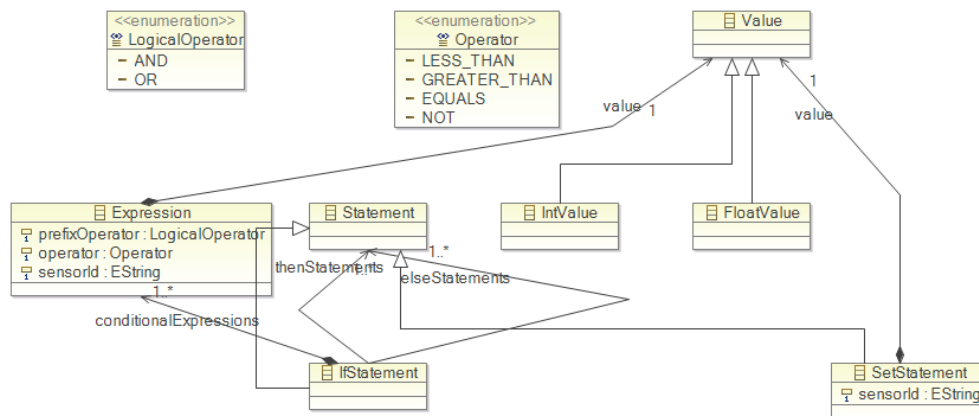 <<enumeration>>
LogicalOperator
AND
OR
<<enumeration>>
Operator
LESS_THAN
GREATER_THAN
EQUALS
NOT
Value
value
1
1
value
Expression
prefixOperator : LogicalOperator
operator : Operator
sensorId : EString
Statement
IntValue
FloatValue
thenStatements
1..*
1..*
elseStatements
1..*
conditionalExpressions
IfStatement
SetStatement
sensorId : EString